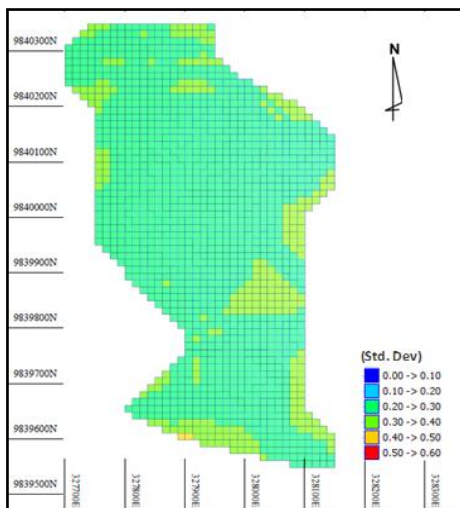 9840300N
N
9840200N
9840100N
9840000N
9839900N
9839800N
9839700N
9839600N
9839500N
(Std. Dev)
0.00 -> 0.10
0.10 -> 0.20
0.20 -> 0.30
0.30 -> 0.40
0.40 -> 0.50
0.50 -> 0.60
327700E
327800E
327900E
328000E
328100E
328200E
328300E